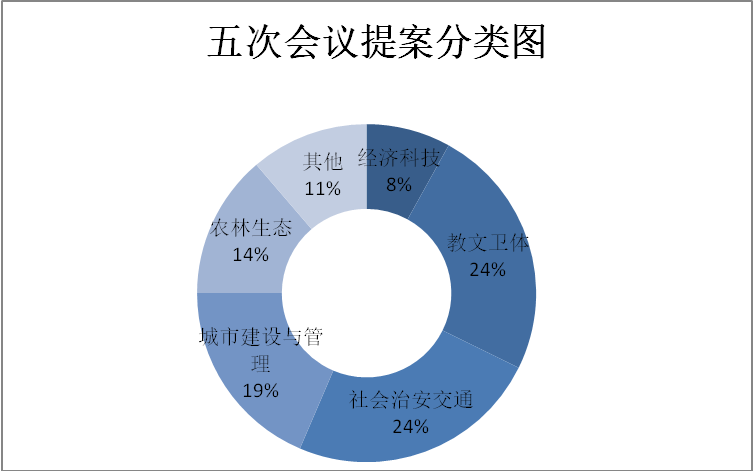 五次会议提案分类图
经济科技
8%
教文卫体
24%
社会治安交通
24%
城市建设与管
理
19%
农林生态
14%
其他
11%